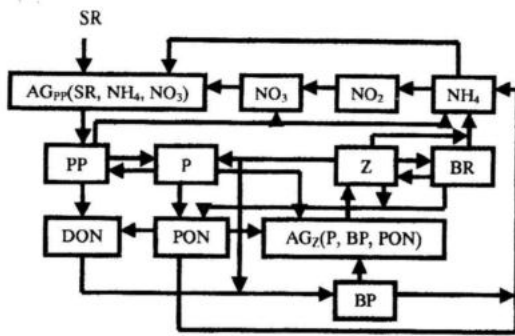 SR
AG_PP(SR, NH₄, NO₃) NO₃ NO₂ NH₄
PP P Z BR
DON PON AG_Z(P, BP, PON)
BP